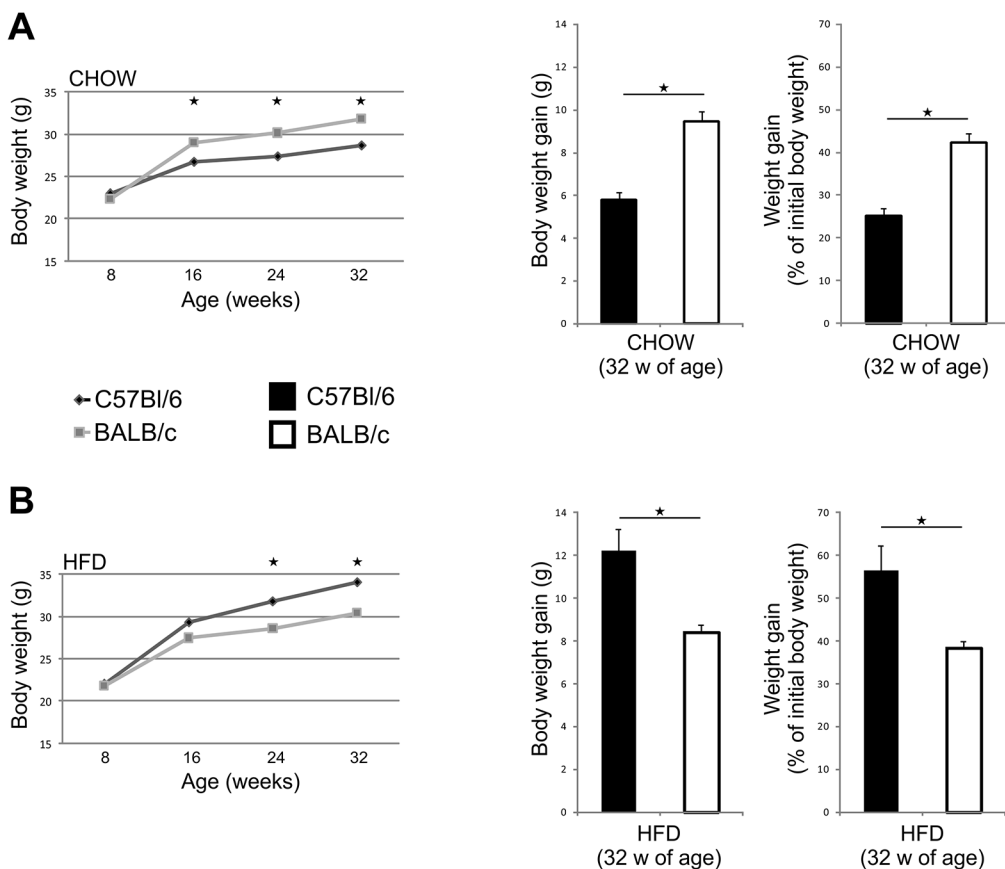 A
CHOW
Body weight (g)
35
30
25
20
15
8 16 24 32
Age (weeks)
★ ★ ★
Body weight gain (g)
14
12
10
8
6
4
2
0
★
CHOW
(32 w of age)
Weight gain
(% of initial body weight)
70
60
50
40
30
20
10
0
★
CHOW
(32 w of age)
C57Bl/6
BALB/c
C57Bl/6
BALB/c
B
HFD
Body weight (g)
35
30
25
20
15
8 16 24 32
Age (weeks)
★ ★
Body weight gain (g)
14
12
10
8
6
4
2
0
★
HFD
(32 w of age)
Weight gain
(% of initial body weight)
70
60
50
40
30
20
10
0
★
HFD
(32 w of age)